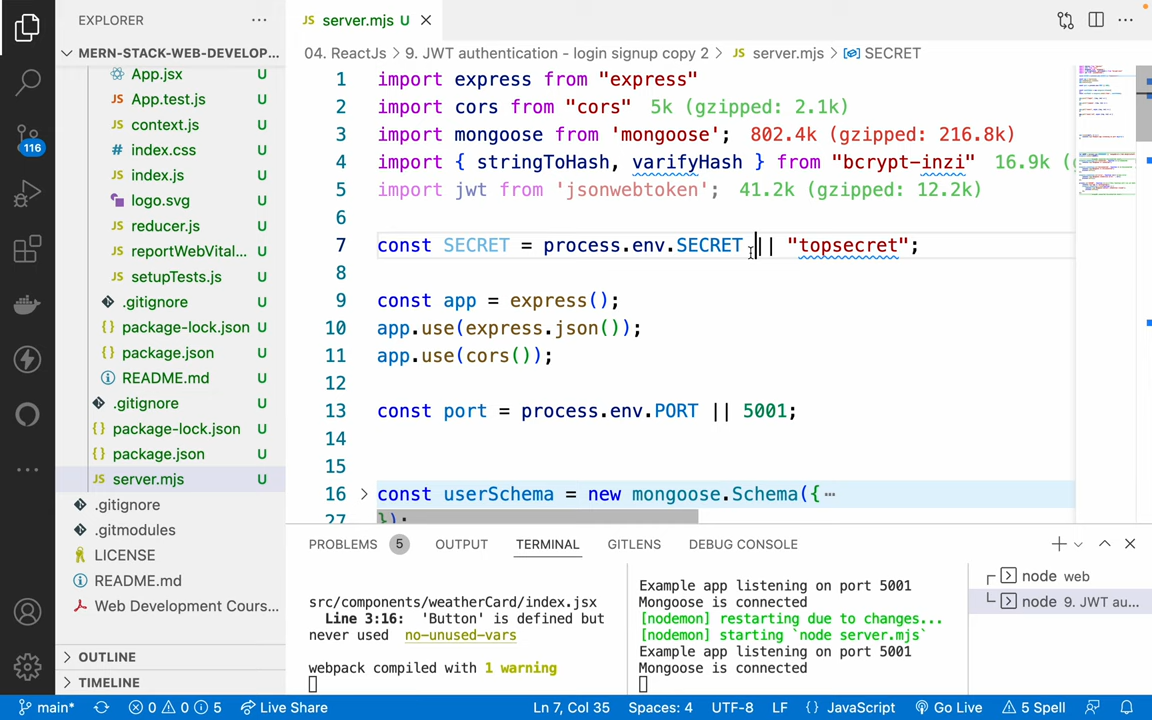 EXPLORER
MERN-STACK-WEB-DEVELOP...
App.jsx U
App.test.js U
context.js U
index.css U
index.js U
logo.svg U
reducer.js U
reportWebVital... U
setupTests.js U
.gitignore U
package-lock.json U
package.json U
README.md U
.gitignore U
package-lock.json U
package.json U
server.mjs U
.gitignore
.gitmodules
LICENSE
README.md
Web Development Cours...
OUTLINE
TIMELINE
116
JS server.mjs U
04. ReactJs > 9. JWT authentication - login signup copy 2 > JS server.mjs > SECRET
1 import express from "express"
2 import cors from "cors" 5k (gzipped: 2.1k)
3 import mongoose from 'mongoose'; 802.4k (gzipped: 216.8k)
4 import { stringToHash, varifyHash } from "bcrypt-inzi" 16.9k (g
5 import jwt from 'jsonwebtoken'; 41.2k (gzipped: 12.2k)
6
7 const SECRET = process.env.SECRET || "topsecret";
8
9 const app = express();
10 app.use(express.json());
11 app.use(cors());
12
13 const port = process.env.PORT || 5001;
14
15
16 const userSchema = new mongoose.Schema({
27 });
PROBLEMS 5 OUTPUT TERMINAL GITLENS DEBUG CONSOLE
src/components/weatherCard/index.jsx
Line 3:16: 'Button' is defined but
never used no-unused-vars
webpack compiled with 1 warning
Example app listening on port 5001
Mongoose is connected
[nodemon] restarting due to changes...
[nodemon] starting `node server.mjs`
Example app listening on port 5001
Mongoose is connected
node web
node 9. JWT au...
main* 0 0 5 Live Share Ln 7, Col 35 Spaces: 4 UTF-8 LF {} JavaScript Go Live 5 Spell